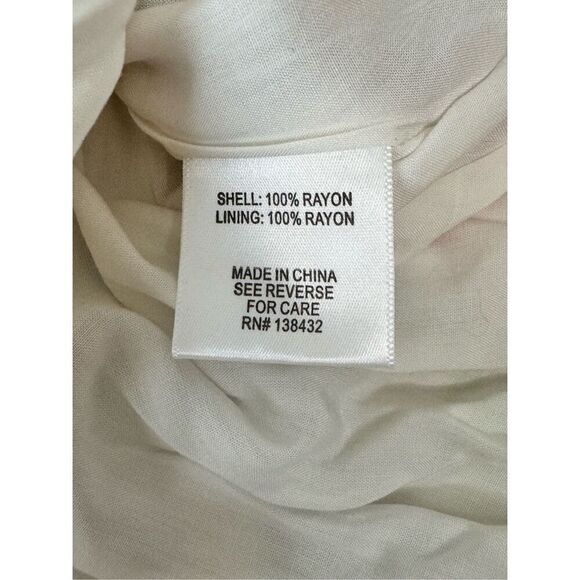 SHELL: 100% RAYON
LINING: 100% RAYON
MADE IN CHINA
SEE REVERSE
FOR CARE
RN# 138432